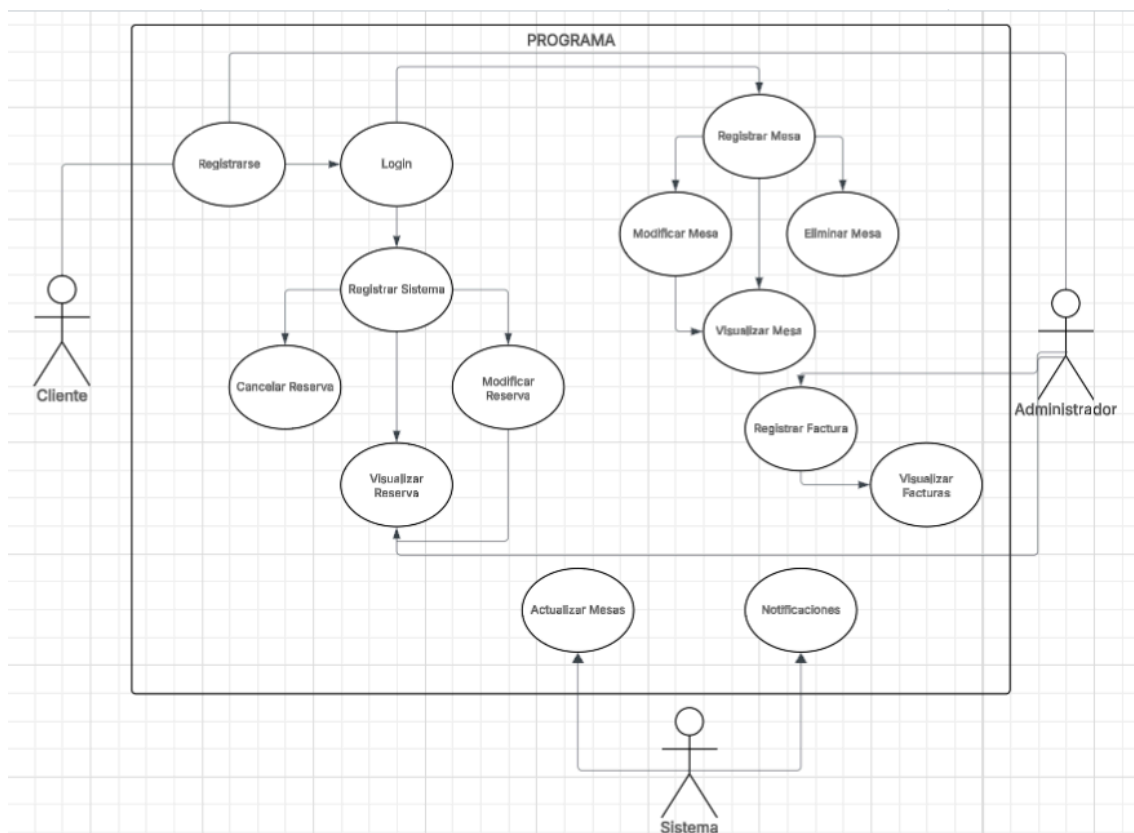 PROGRAMA
Registrarse
Login
Registrar Mesa
Modificar Mesa
Eliminar Mesa
Registrar Sistema
Visualizar Mesa
Cancelar Reserva
Modificar
Reserva
Cliente
Administrador
Registrar Factura
Visualizar
Reserva
Visualizar
Facturas
Actualizar Mesas
Notificaciones
Sistema